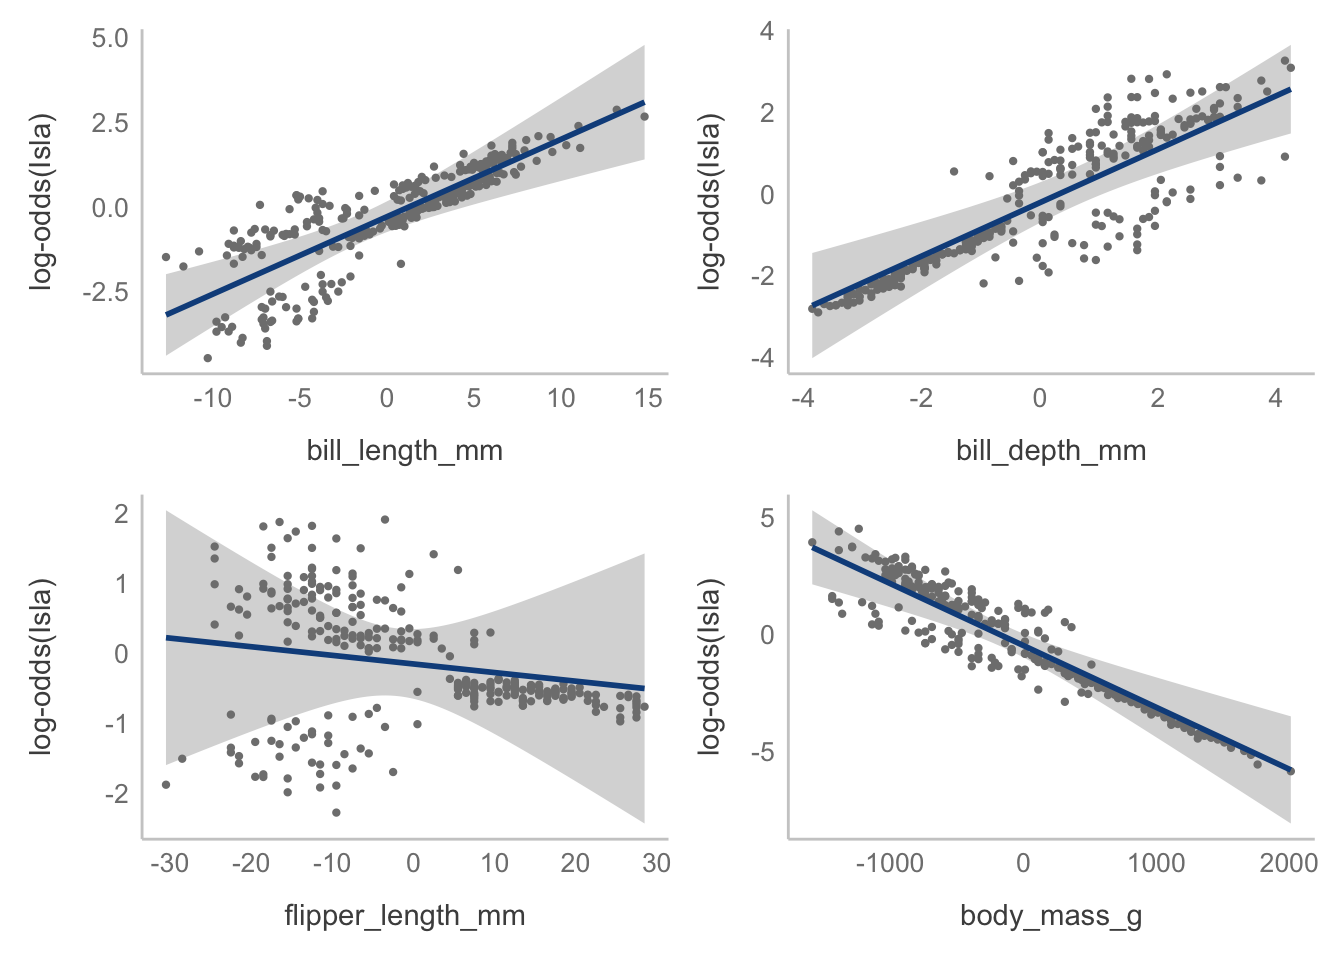 5.0
2.5
0.0
-2.5
log-odds(Isla)
-10 -5 0 5 10 15
bill_length_mm
4
2
0
-2
-4
log-odds(Isla)
-4 -2 0 2 4
bill_depth_mm
2
1
0
-1
-2
log-odds(Isla)
-30 -20 -10 0 10 20 30
flipper_length_mm
5
0
-5
log-odds(Isla)
-1000 0 1000 2000
body_mass_g